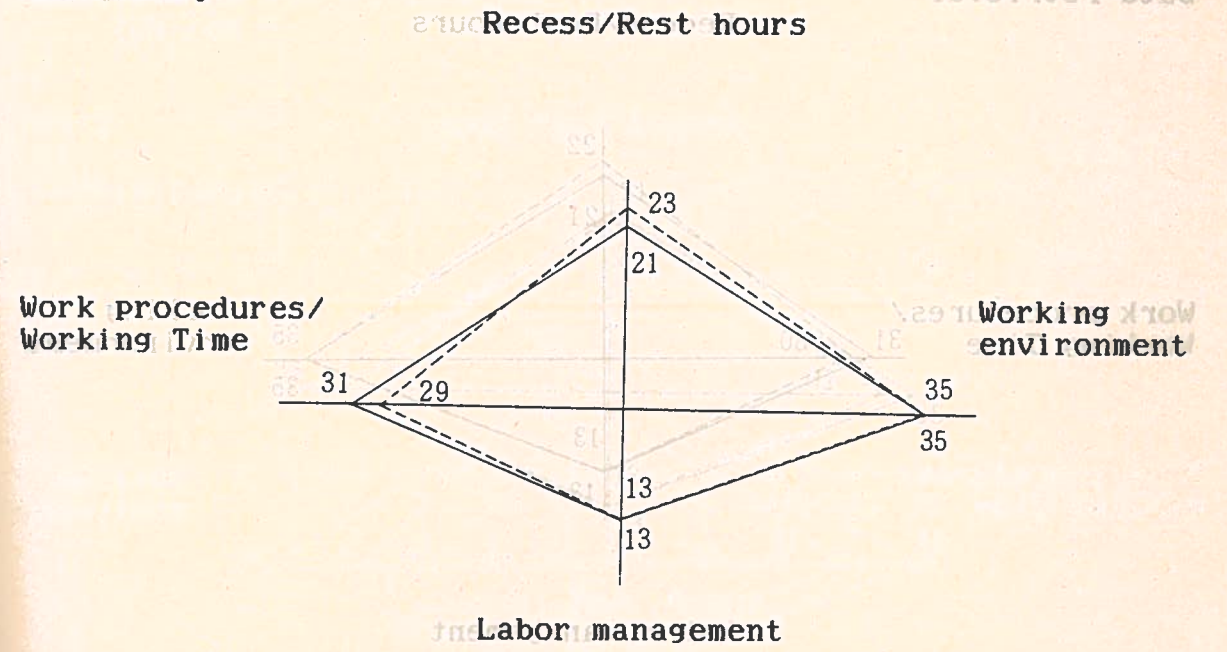 Recess/Rest hours
23
21
Work procedures/
Working Time
Working
environment
31
29
35
35
13
13
Labor management